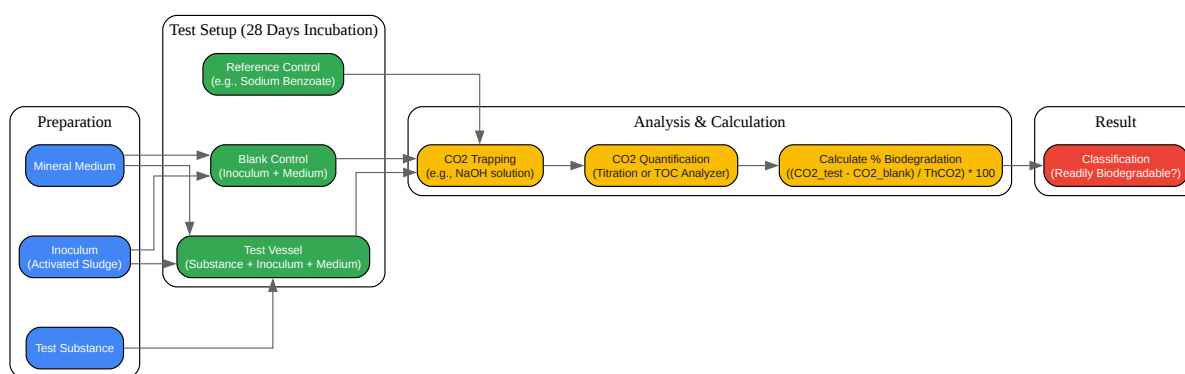 Test Setup (28 Days Incubation)
Reference Control
(e.g., Sodium Benzoate)
Preparation
Mineral Medium
Blank Control
(Inoculum + Medium)
Inoculum
(Activated Sludge)
Test Vessel
(Substance + Inoculum + Medium)
Test Substance
Analysis & Calculation
CO2 Trapping
(e.g., NaOH solution)
CO2 Quantification
(Titration or TOC Analyzer)
Calculate % Biodegradation
((CO2_test - CO2_blank) / ThCO2) * 100
Result
Classification
(Readily Biodegradable?)